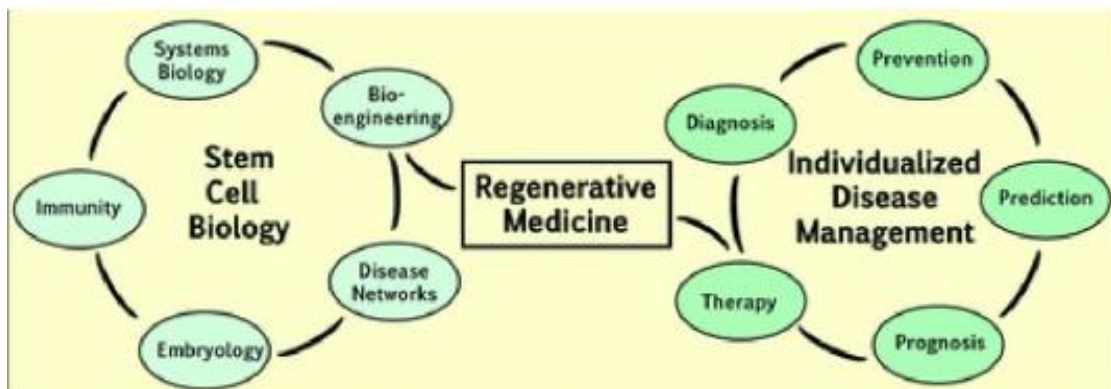 Systems
Biology
Bio-
engineering
Immunity
Stem
Cell
Biology
Disease
Networks
Embryology
Regenerative
Medicine
Prevention
Diagnosis
Individualized
Disease
Management
Prediction
Therapy
Prognosis